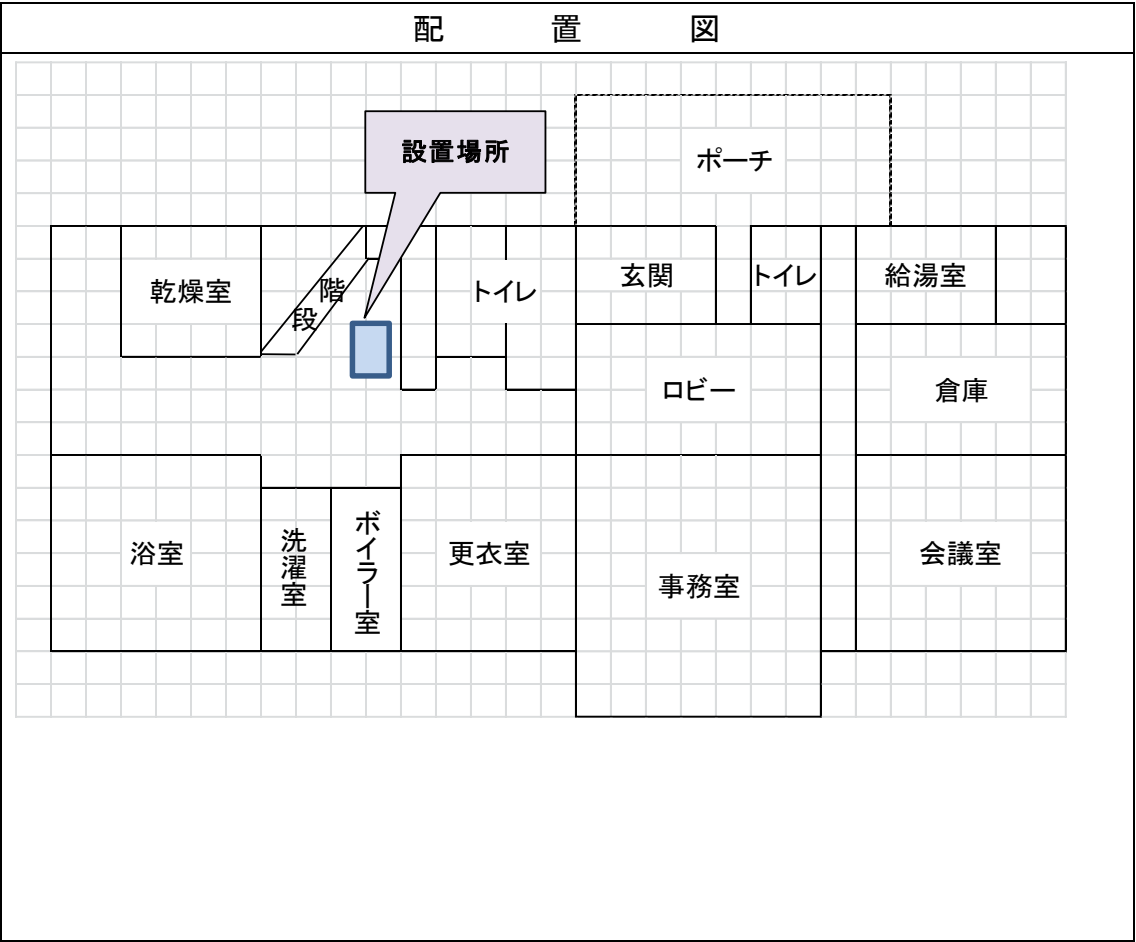 配置図
設置場所
ポーチ
乾燥室
階段
トイレ
玄関
トイレ
給湯室
ロビー
倉庫
浴室
洗濯室
ボイラー室
更衣室
事務室
会議室